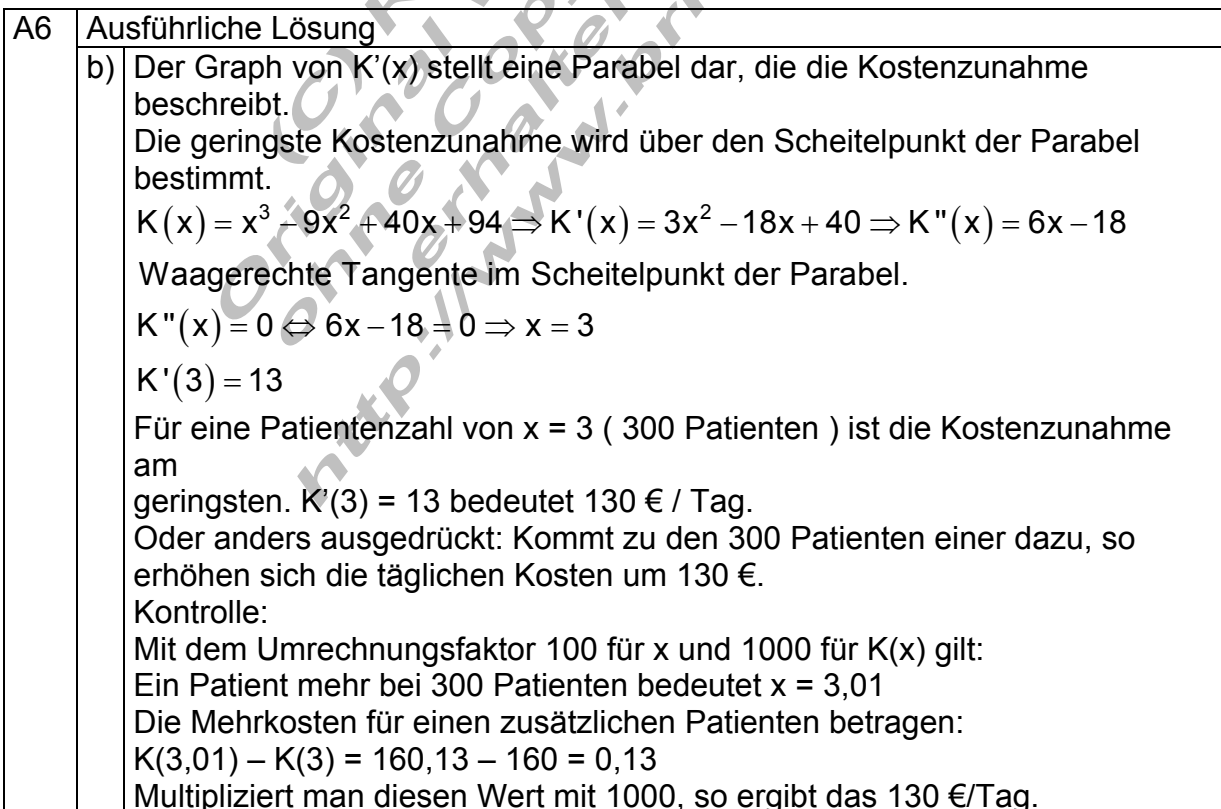 A6 Ausführliche Lösung
b) Der Graph von K’(x) stellt eine Parabel dar, die die Kostenzunahme
beschreibt.
Die geringste Kostenzunahme wird über den Scheitelpunkt der Parabel
bestimmt.
K(x) = x³ − 9x² + 40x + 94 ⇒ K'(x) = 3x² − 18x + 40 ⇒ K"(x) = 6x − 18
Waagerechte Tangente im Scheitelpunkt der Parabel.
K"(x) = 0 ⇔ 6x − 18 = 0 ⇒ x = 3
K'(3) = 13
Für eine Patientenzahl von x = 3 ( 300 Patienten ) ist die Kostenzunahme
am
geringsten. K’(3) = 13 bedeutet 130 € / Tag.
Oder anders ausgedrückt: Kommt zu den 300 Patienten einer dazu, so
erhöhen sich die täglichen Kosten um 130 €.
Kontrolle:
Mit dem Umrechnungsfaktor 100 für x und 1000 für K(x) gilt:
Ein Patient mehr bei 300 Patienten bedeutet x = 3,01
Die Mehrkosten für einen zusätzlichen Patienten betragen:
K(3,01) – K(3) = 160,13 – 160 = 0,13
Multipliziert man diesen Wert mit 1000, so ergibt das 130 €/Tag.